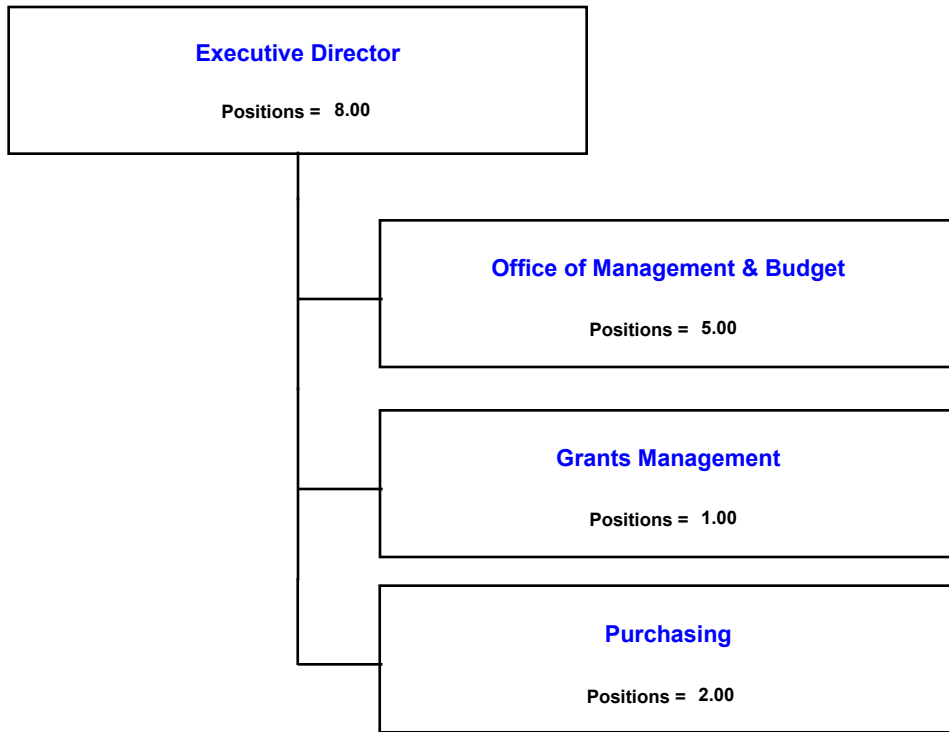 Executive Director
Positions = 8.00
Office of Management & Budget
Positions = 5.00
Grants Management
Positions = 1.00
Purchasing
Positions = 2.00